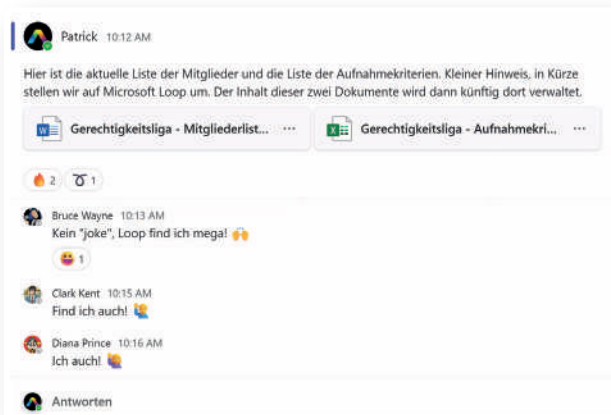 Patrick 10:12 AM
Hier ist die aktuelle Liste der Mitglieder und die Liste der Aufnahmekriterien. Kleiner Hinweis, in Kürze
stellen wir auf Microsoft Loop um. Der Inhalt dieser zwei Dokumente wird dann künftig dort verwaltet.
Gerechtigkeitsliga - Mitgliederlist... ··· Gerechtigkeitsliga - Aufnahmekri... ···
2 1
Bruce Wayne 10:13 AM
Kein "joke", Loop find ich mega! 🙌
1
Clark Kent 10:15 AM
Find ich auch! 🙋‍♂️
Diana Prince 10:16 AM
Ich auch! 🙋‍♀️
Antworten